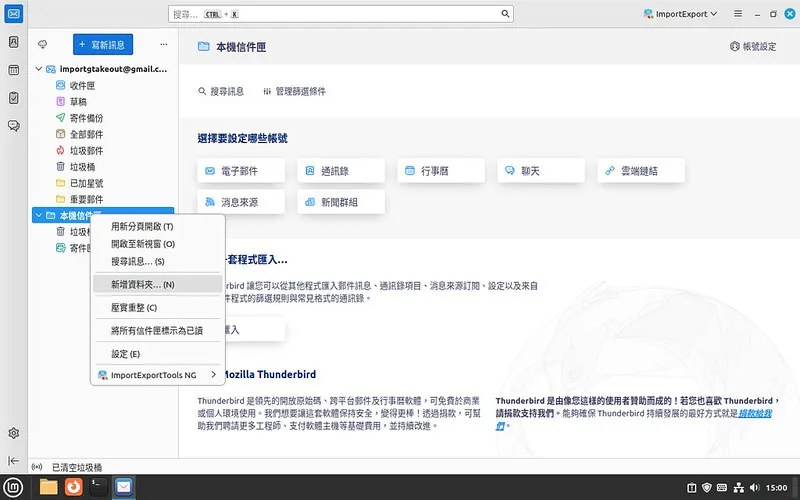 搜尋… CTRL + K
ImportExport
寫新訊息
本機信件匣
帳號設定
importgtakeout@gmail.c...
收件匣
草稿
寄件備份
全部郵件
垃圾郵件
垃圾桶
已加星號
重要郵件
本機信件匣
垃圾桶
寄件匣
搜尋訊息
管理篩選條件
選擇要設定哪些帳號
電子郵件
通訊錄
行事曆
聊天
雲端鏈結
消息來源
新聞群組
用新分頁開啟 (T)
開啟至新視窗 (O)
搜尋訊息… (S)
新增資料夾… (N)
壓實重整 (C)
將所有信件匣標示為已讀
設定 (E)
ImportExportTools NG
套程式匯入…
bird 讓您可以從其他程式匯入郵件訊息、通訊錄項目、消息來源訂閱、設定以及來自
件程式的篩選規則與常見格式的通訊錄。
匯入
Mozilla Thunderbird
Thunderbird 是領先的開放原始碼、跨平台郵件及行事曆軟體，可免費於商業
或個人環境使用。我們想要讓這套軟體保持安全，變得更棒！透過捐款，可幫
助我們聘請更多工程師、支付軟體主機等基礎費用，並持續改進。
Thunderbird 是由像您這樣的使用者贊助而成的！若您也喜歡 Thunderbird，
請捐款支持我們。能夠確保 Thunderbird 持續發展的最好方式就是捐款給我
們。
已清空垃圾桶
15:00